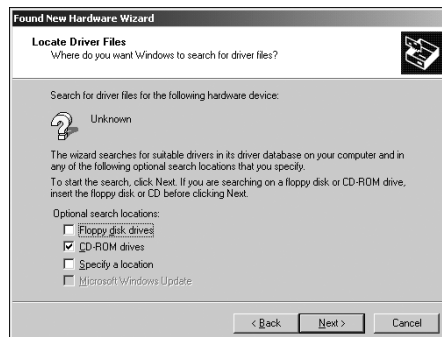 Found New Hardware Wizard
Locate Driver Files
Where do you want Windows to search for driver files?
Search for driver files for the following hardware device:
Unknown
The wizard searches for suitable drivers in its driver database on your computer and in
any of the following optional search locations that you specify.
To start the search, click Next. If you are searching on a floppy disk or CD-ROM drive,
insert the floppy disk or CD before clicking Next.
Optional search locations:
Floppy disk drives
CD-ROM drives
Specify a location
Microsoft Windows Update
< Back Next > Cancel